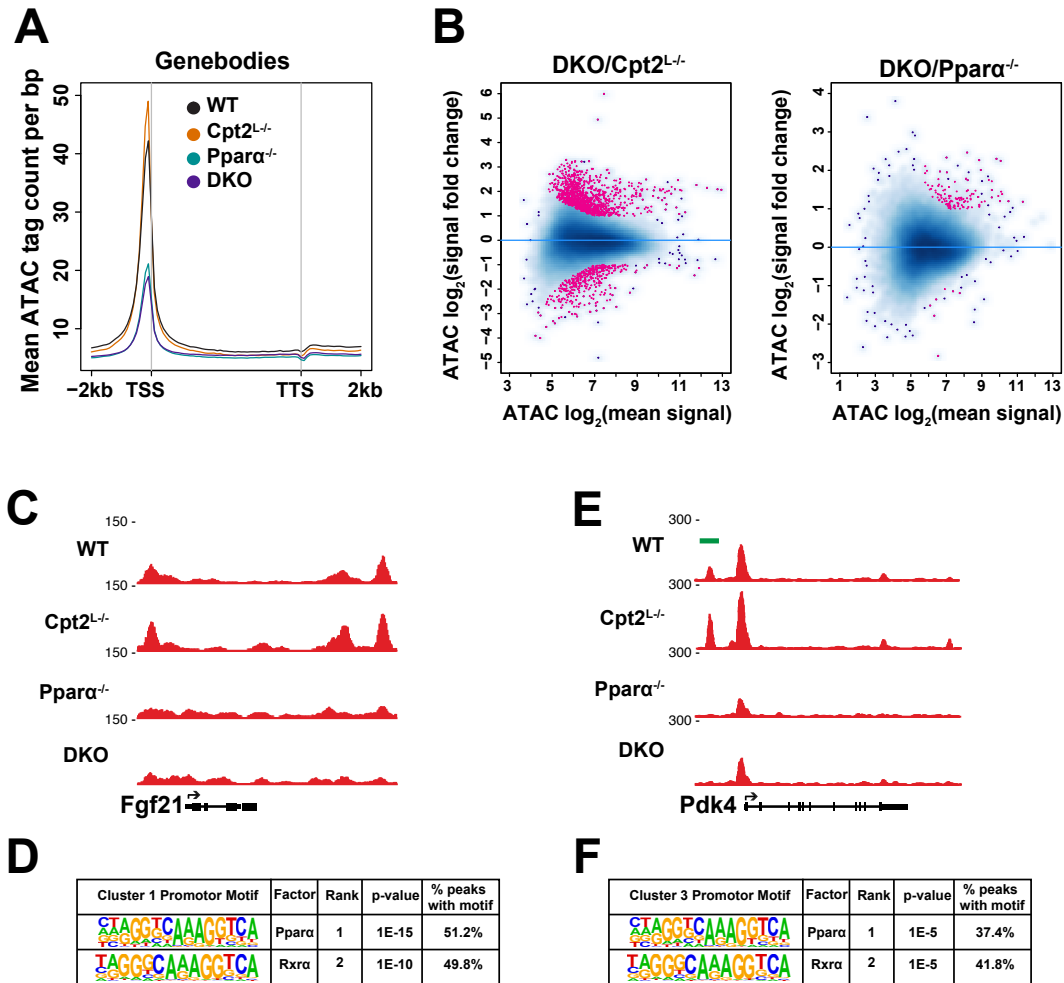 A
Genebodies
Mean ATAC tag count per bp
50
40
30
20
10
WT
Cpt2L-/-
Pparα-/-
DKO
−2kb TSS TTS 2kb
B
DKO/Cpt2L-/-
ATAC log2(signal fold change)
6
5
4
3
2
1
0
−1
−2
−3
−4
−5
3 5 7 9 11 13
ATAC log2(mean signal)
DKO/Pparα-/-
ATAC log2(signal fold change)
4
3
2
1
0
−1
−2
−3
1 3 5 7 9 11 13
ATAC log2(mean signal)
C
150 -
WT
150 -
Cpt2L-/-
150 -
Pparα-/-
150 -
DKO
Fgf21
E
300 -
WT
300 -
Cpt2L-/-
300 -
Pparα-/-
300 -
DKO
Pdk4
D
Cluster 1 Promotor Motif Factor Rank p-value % peaks with motif
CTAGGTCAAAGGTCA Pparα 1 1E-15 51.2%
TAGGGCAAAGGTCA Rxrα 2 1E-10 49.8%
F
Cluster 3 Promotor Motif Factor Rank p-value % peaks with motif
CTAGGTCAAAGGTCA Pparα 1 1E-5 37.4%
TAGGGCAAAGGTCA Rxrα 2 1E-5 41.8%